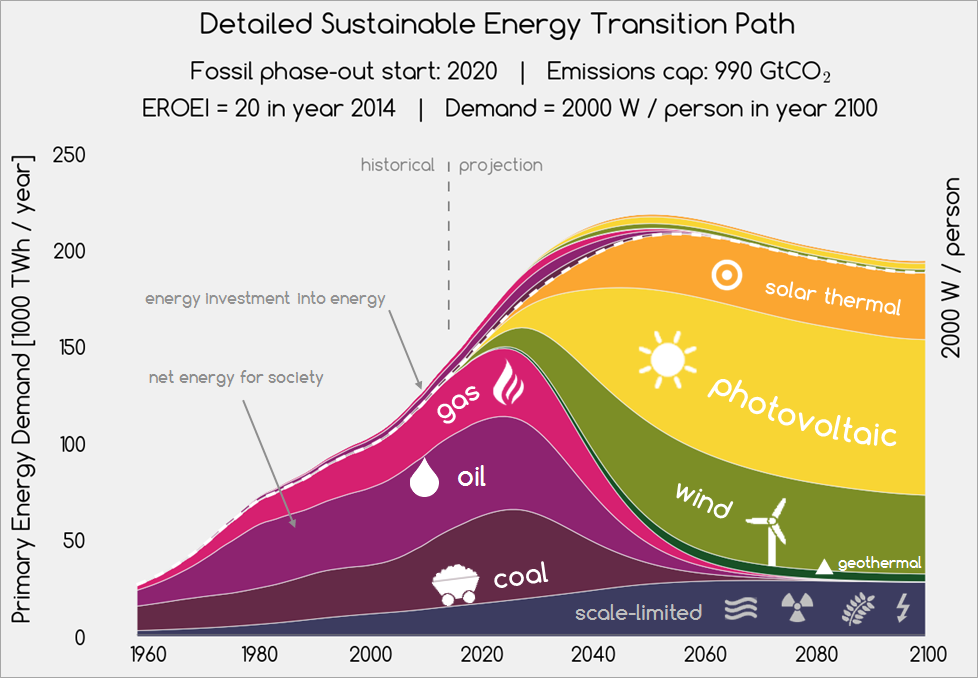 Detailed Sustainable Energy Transition Path
Fossil phase-out start: 2020 | Emissions cap: 990 GtCO₂
EROEI = 20 in year 2014 | Demand = 2000 W / person in year 2100
Primary Energy Demand [1000 TWh / year]
250
200
150
100
50
0
historical
projection
energy investment into energy
net energy for society
gas
oil
coal
solar thermal
photovoltaic
wind
geothermal
scale-limited
2000 W / person
1960 1980 2000 2020 2040 2060 2080 2100